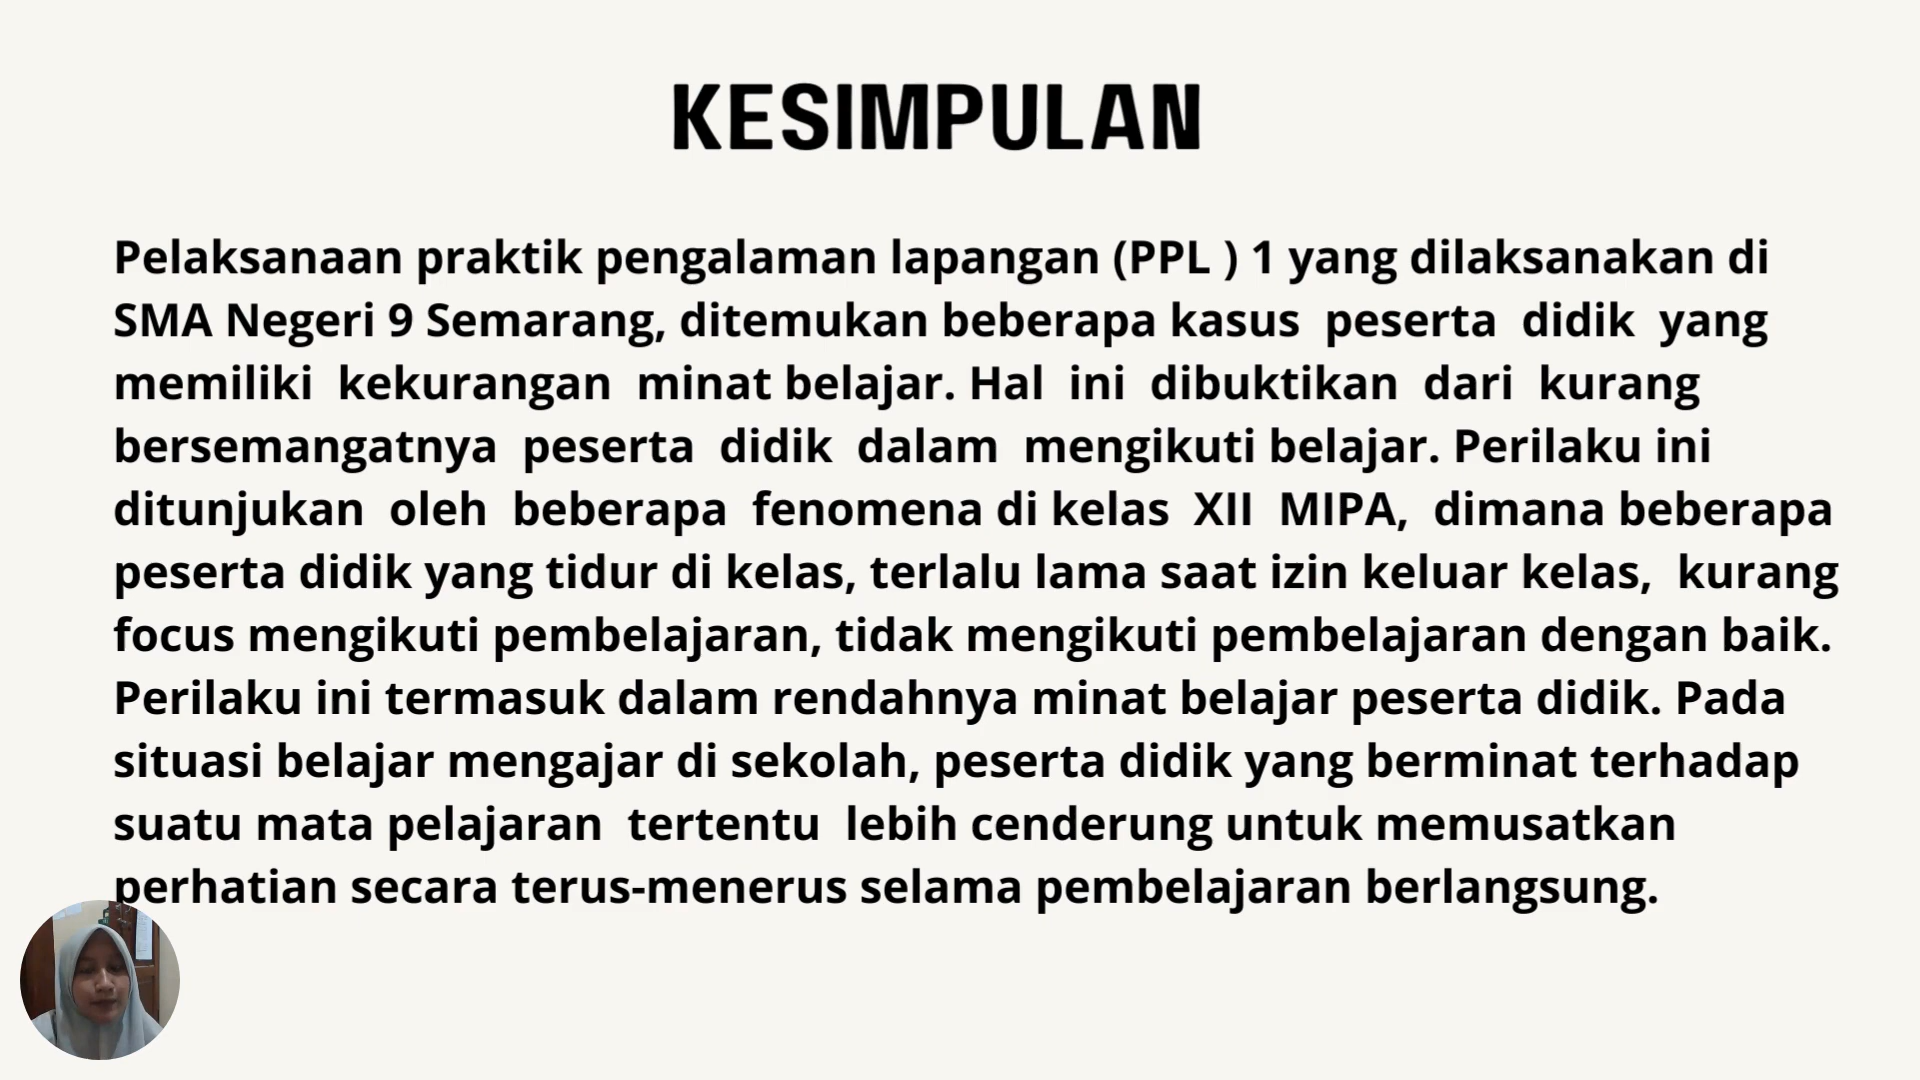 KESIMPULAN
Pelaksanaan praktik pengalaman lapangan (PPL ) 1 yang dilaksanakan di
SMA Negeri 9 Semarang, ditemukan beberapa kasus peserta didik yang
memiliki kekurangan minat belajar. Hal ini dibuktikan dari kurang
bersemangatnya peserta didik dalam mengikuti belajar. Perilaku ini
ditunjukan oleh beberapa fenomena di kelas XII MIPA, dimana beberapa
peserta didik yang tidur di kelas, terlalu lama saat izin keluar kelas, kurang
focus mengikuti pembelajaran, tidak mengikuti pembelajaran dengan baik.
Perilaku ini termasuk dalam rendahnya minat belajar peserta didik. Pada
situasi belajar mengajar di sekolah, peserta didik yang berminat terhadap
suatu mata pelajaran tertentu lebih cenderung untuk memusatkan
perhatian secara terus-menerus selama pembelajaran berlangsung.